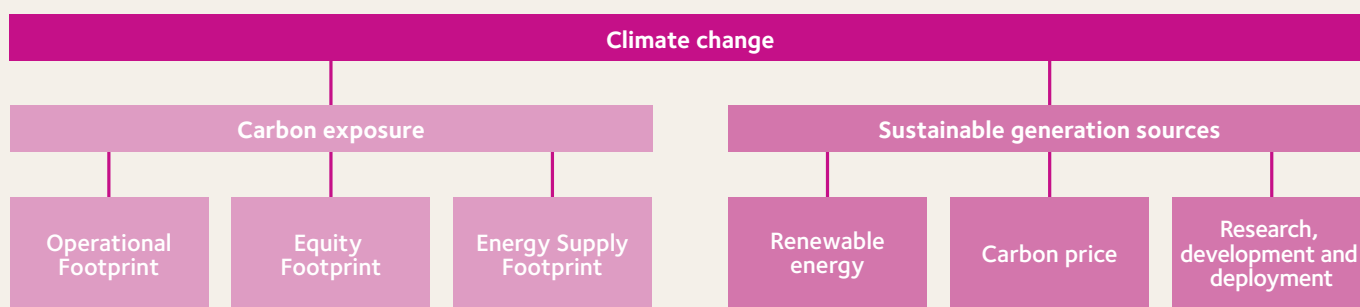 Climate change
Carbon exposure
Sustainable generation sources
Operational
Footprint
Equity
Footprint
Energy Supply
Footprint
Renewable
energy
Carbon price
Research,
development and
deployment